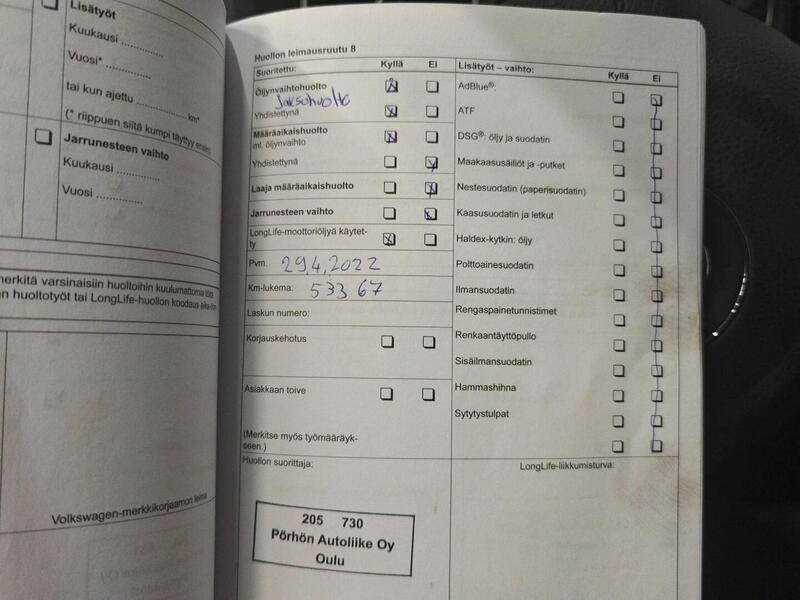 Lisätyöt
Kuukausi ..............
Vuosi* ..............
tai kun ajettu .................. km*
(* riippuen siitä kumpi täyttyy ensin)
Jarrunesteen vaihto
Kuukausi ..............
Vuosi ..............
merkitä varsinaisiin huoltoihin kuulumattomia töitä
en huoltotyöt tai LongLife-huollon koodaus
Volkswagen-merkkikorjaamon leima
Huollon leimausruutu 8
Suoritettu: Kyllä Ei
Öljynvaihtohuolto
Jaksohuolto
Yhdistettynä
Määräaikaishuolto
ml. öljynvaihto
Yhdistettynä
Laaja määräaikaishuolto
Jarrunesteen vaihto
LongLife-moottoriöljyä käytet-
ty
Pvm. 29.4.2022
Km-lukema: 53367
Laskun numero:
Korjauskehotus
Asiakkaan toive
(Merkitse myös työmääräyk-
seen.)
Huollon suorittaja:
205 730
Pörhön Autoliike Oy
Oulu
Lisätyöt – vaihto: Kyllä Ei
AdBlue®:
ATF
DSG®: öljy ja suodatin
Maakaasusäiliöt ja -putket
Nestesuodatin (paperisuodatin)
Kaasusuodatin ja letkut
Haldex-kytkin: öljy
Polttoainesuodatin
Ilmansuodatin
Rengaspainetunnistimet
Renkaantäyttöpullo
Sisäilmansuodatin
Hammashihna
Sytytystulpat
LongLife-liikkumisturva: